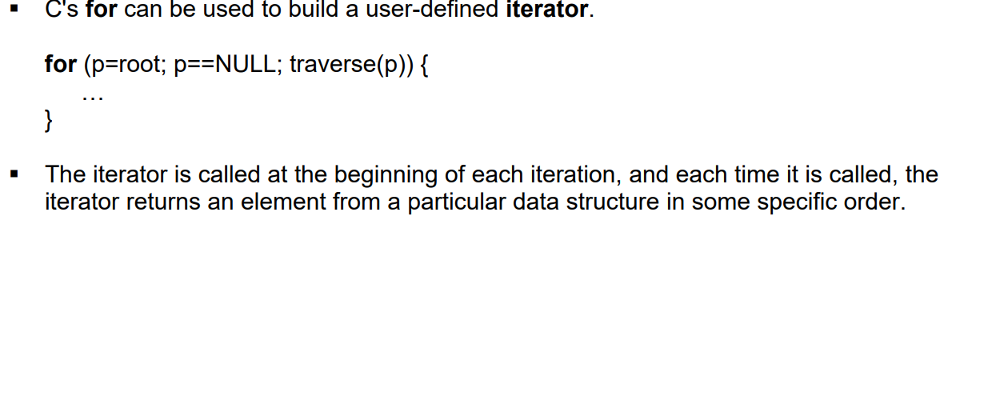 ▪ C's for can be used to build a user-defined iterator.
for (p=root; p==NULL; traverse(p)) {
…
}
▪ The iterator is called at the beginning of each iteration, and each time it is called, the
iterator returns an element from a particular data structure in some specific order.